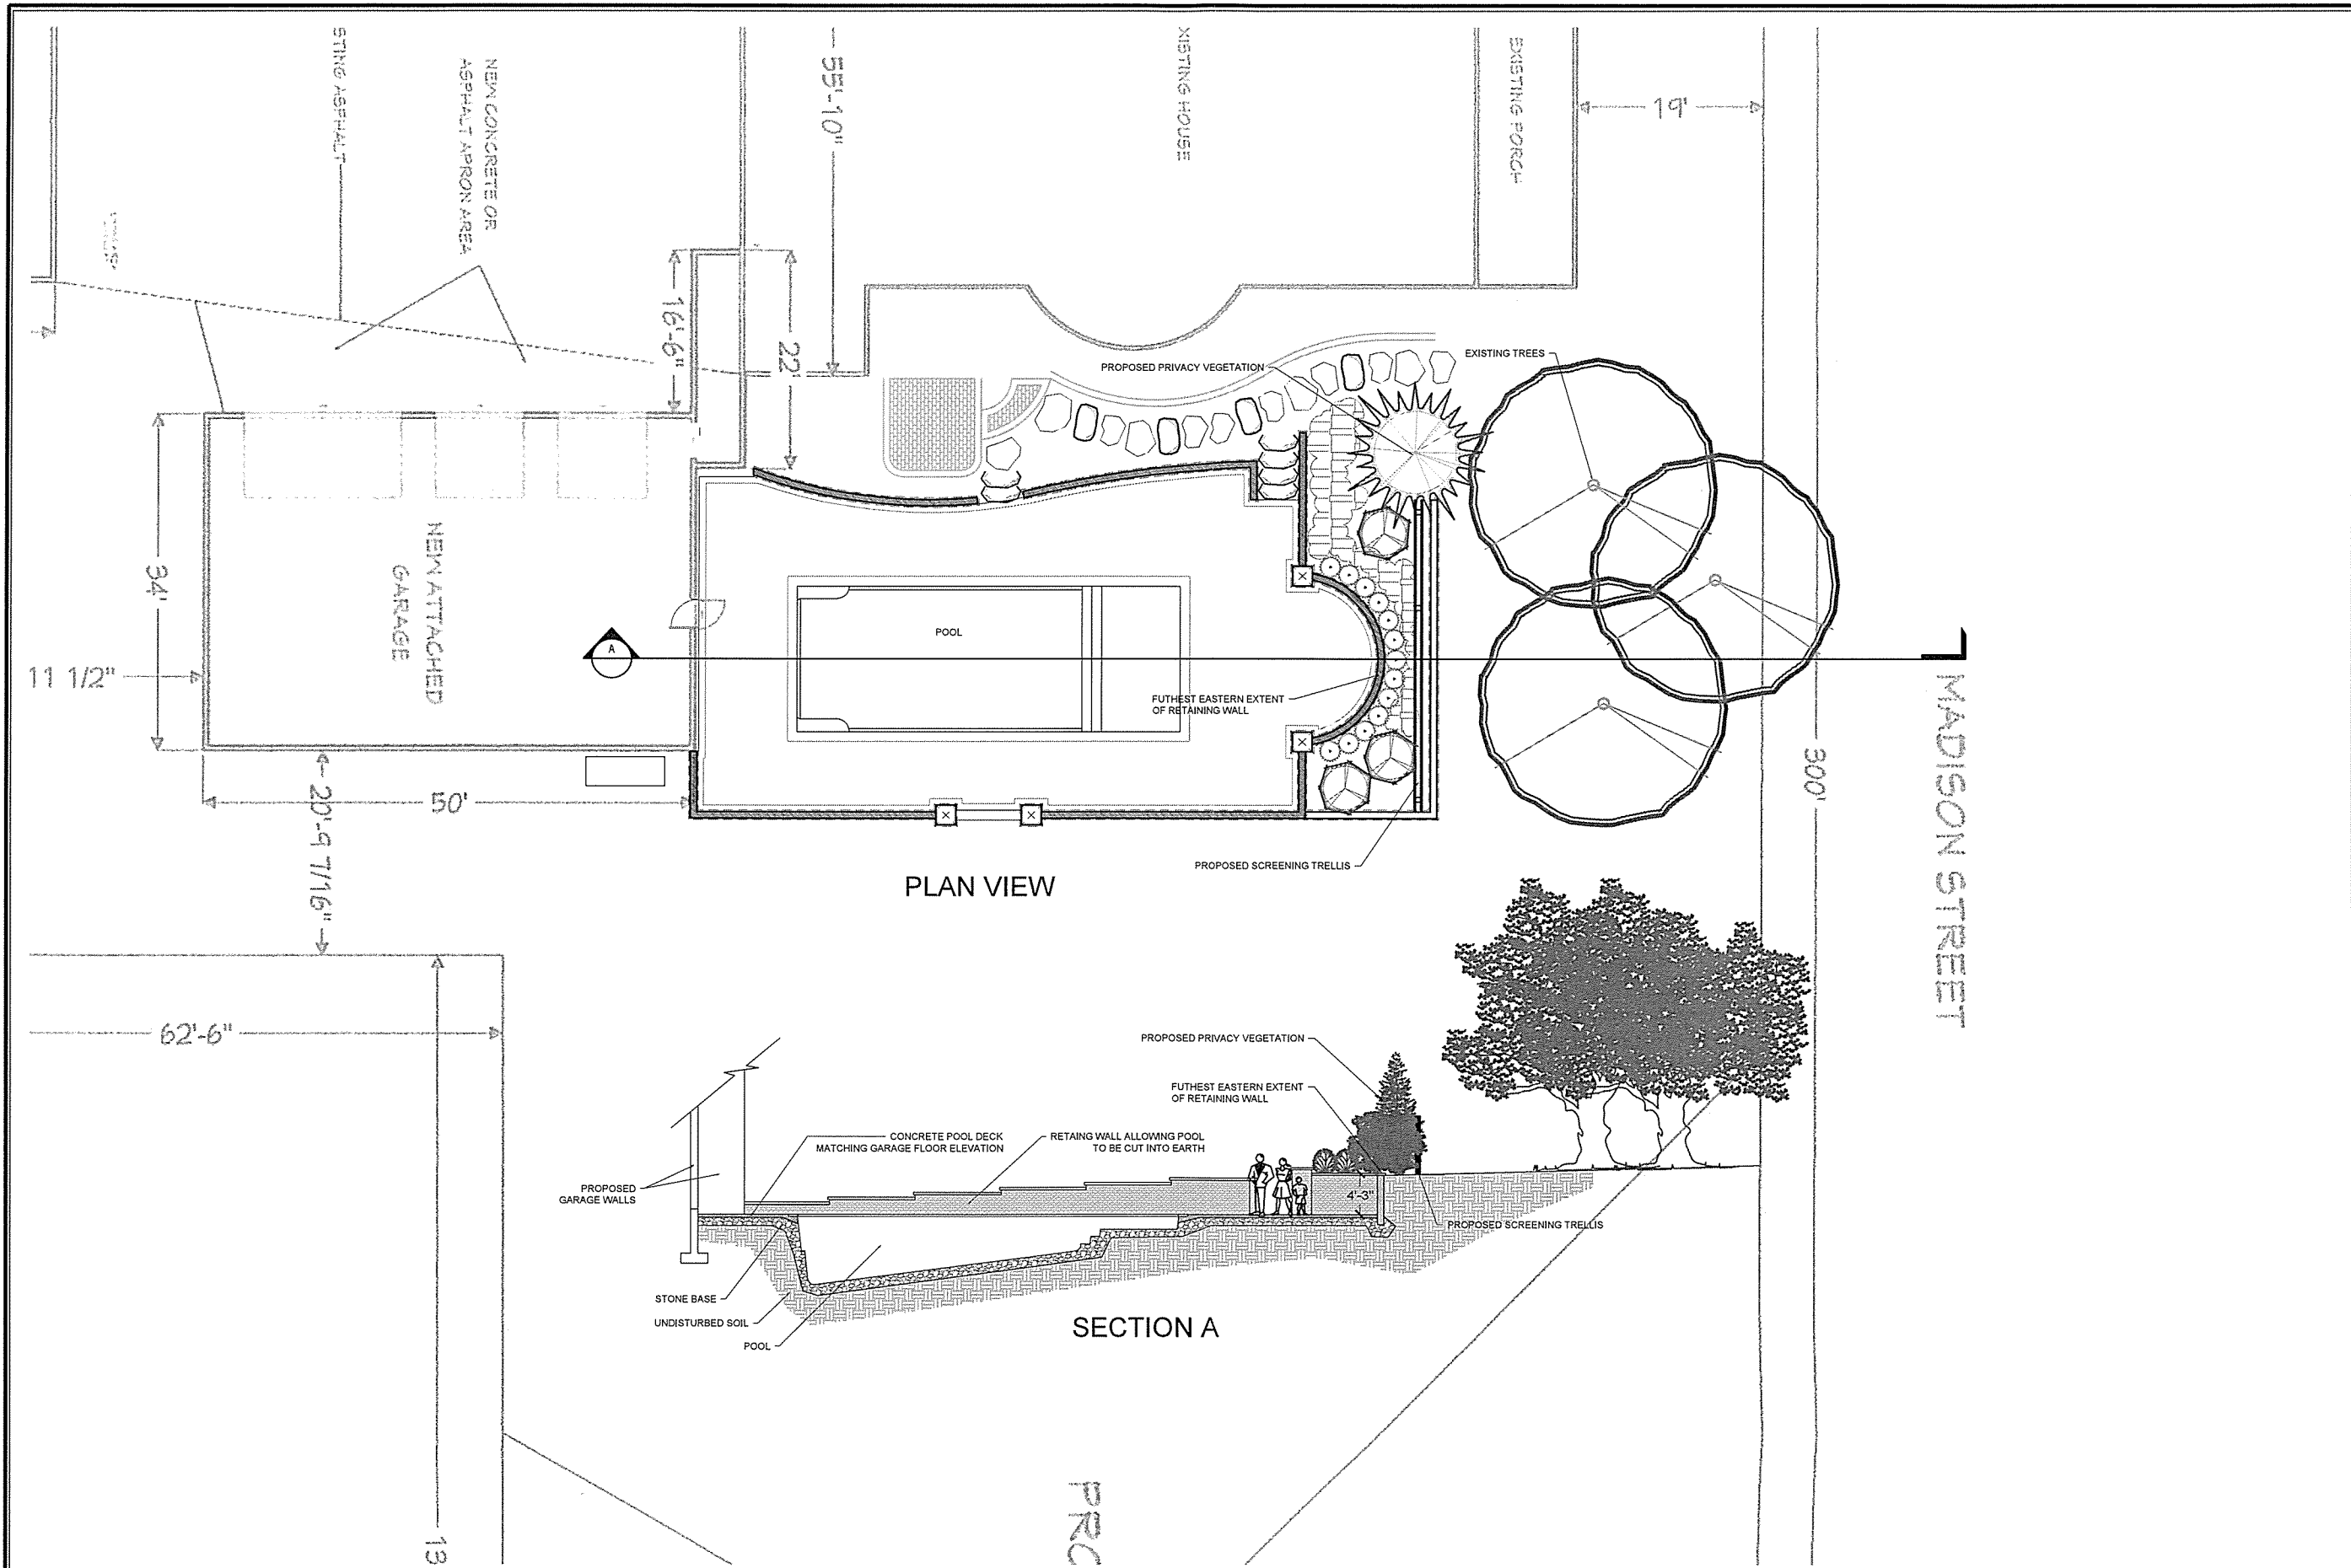 STING ASPHALT
NEW CONCRETE OR
ASPHALT APRON AREA
55'-10"
XISTING HOUSE
EXISTING PORCH
19'
16'-6"
22'
PROPOSED PRIVACY VEGETATION
EXISTING TREES
34'
NEW ATTACHED
GARAGE
A
POOL
11 1/2"
FUTHEST EASTERN EXTENT
OF RETAINING WALL
50'
20'-9 7/16"
300'
MADISON STREET
PROPOSED SCREENING TRELLIS
PLAN VIEW
62'-6"
PROPOSED PRIVACY VEGETATION
FUTHEST EASTERN EXTENT
OF RETAINING WALL
CONCRETE POOL DECK
MATCHING GARAGE FLOOR ELEVATION
RETAING WALL ALLOWING POOL
TO BE CUT INTO EARTH
PROPOSED
GARAGE WALLS
4'-3"
PROPOSED SCREENING TRELLIS
STONE BASE
UNDISTURBED SOIL
POOL
SECTION A
PRO